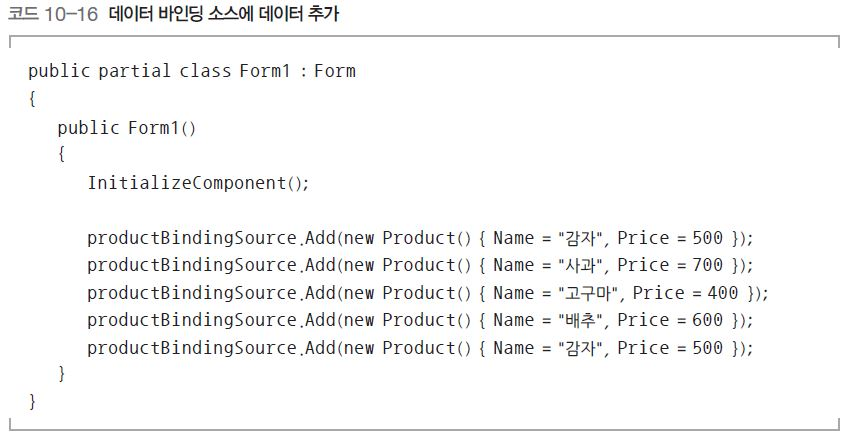 코드 10-16 데이터 바인딩 소스에 데이터 추가
public partial class Form1 : Form
{
public Form1()
{
InitializeComponent();
productBindingSource.Add(new Product() { Name = "감자", Price = 500 });
productBindingSource.Add(new Product() { Name = "사과", Price = 700 });
productBindingSource.Add(new Product() { Name = "고구마", Price = 400 });
productBindingSource.Add(new Product() { Name = "배추", Price = 600 });
productBindingSource.Add(new Product() { Name = "감자", Price = 500 });
}
}